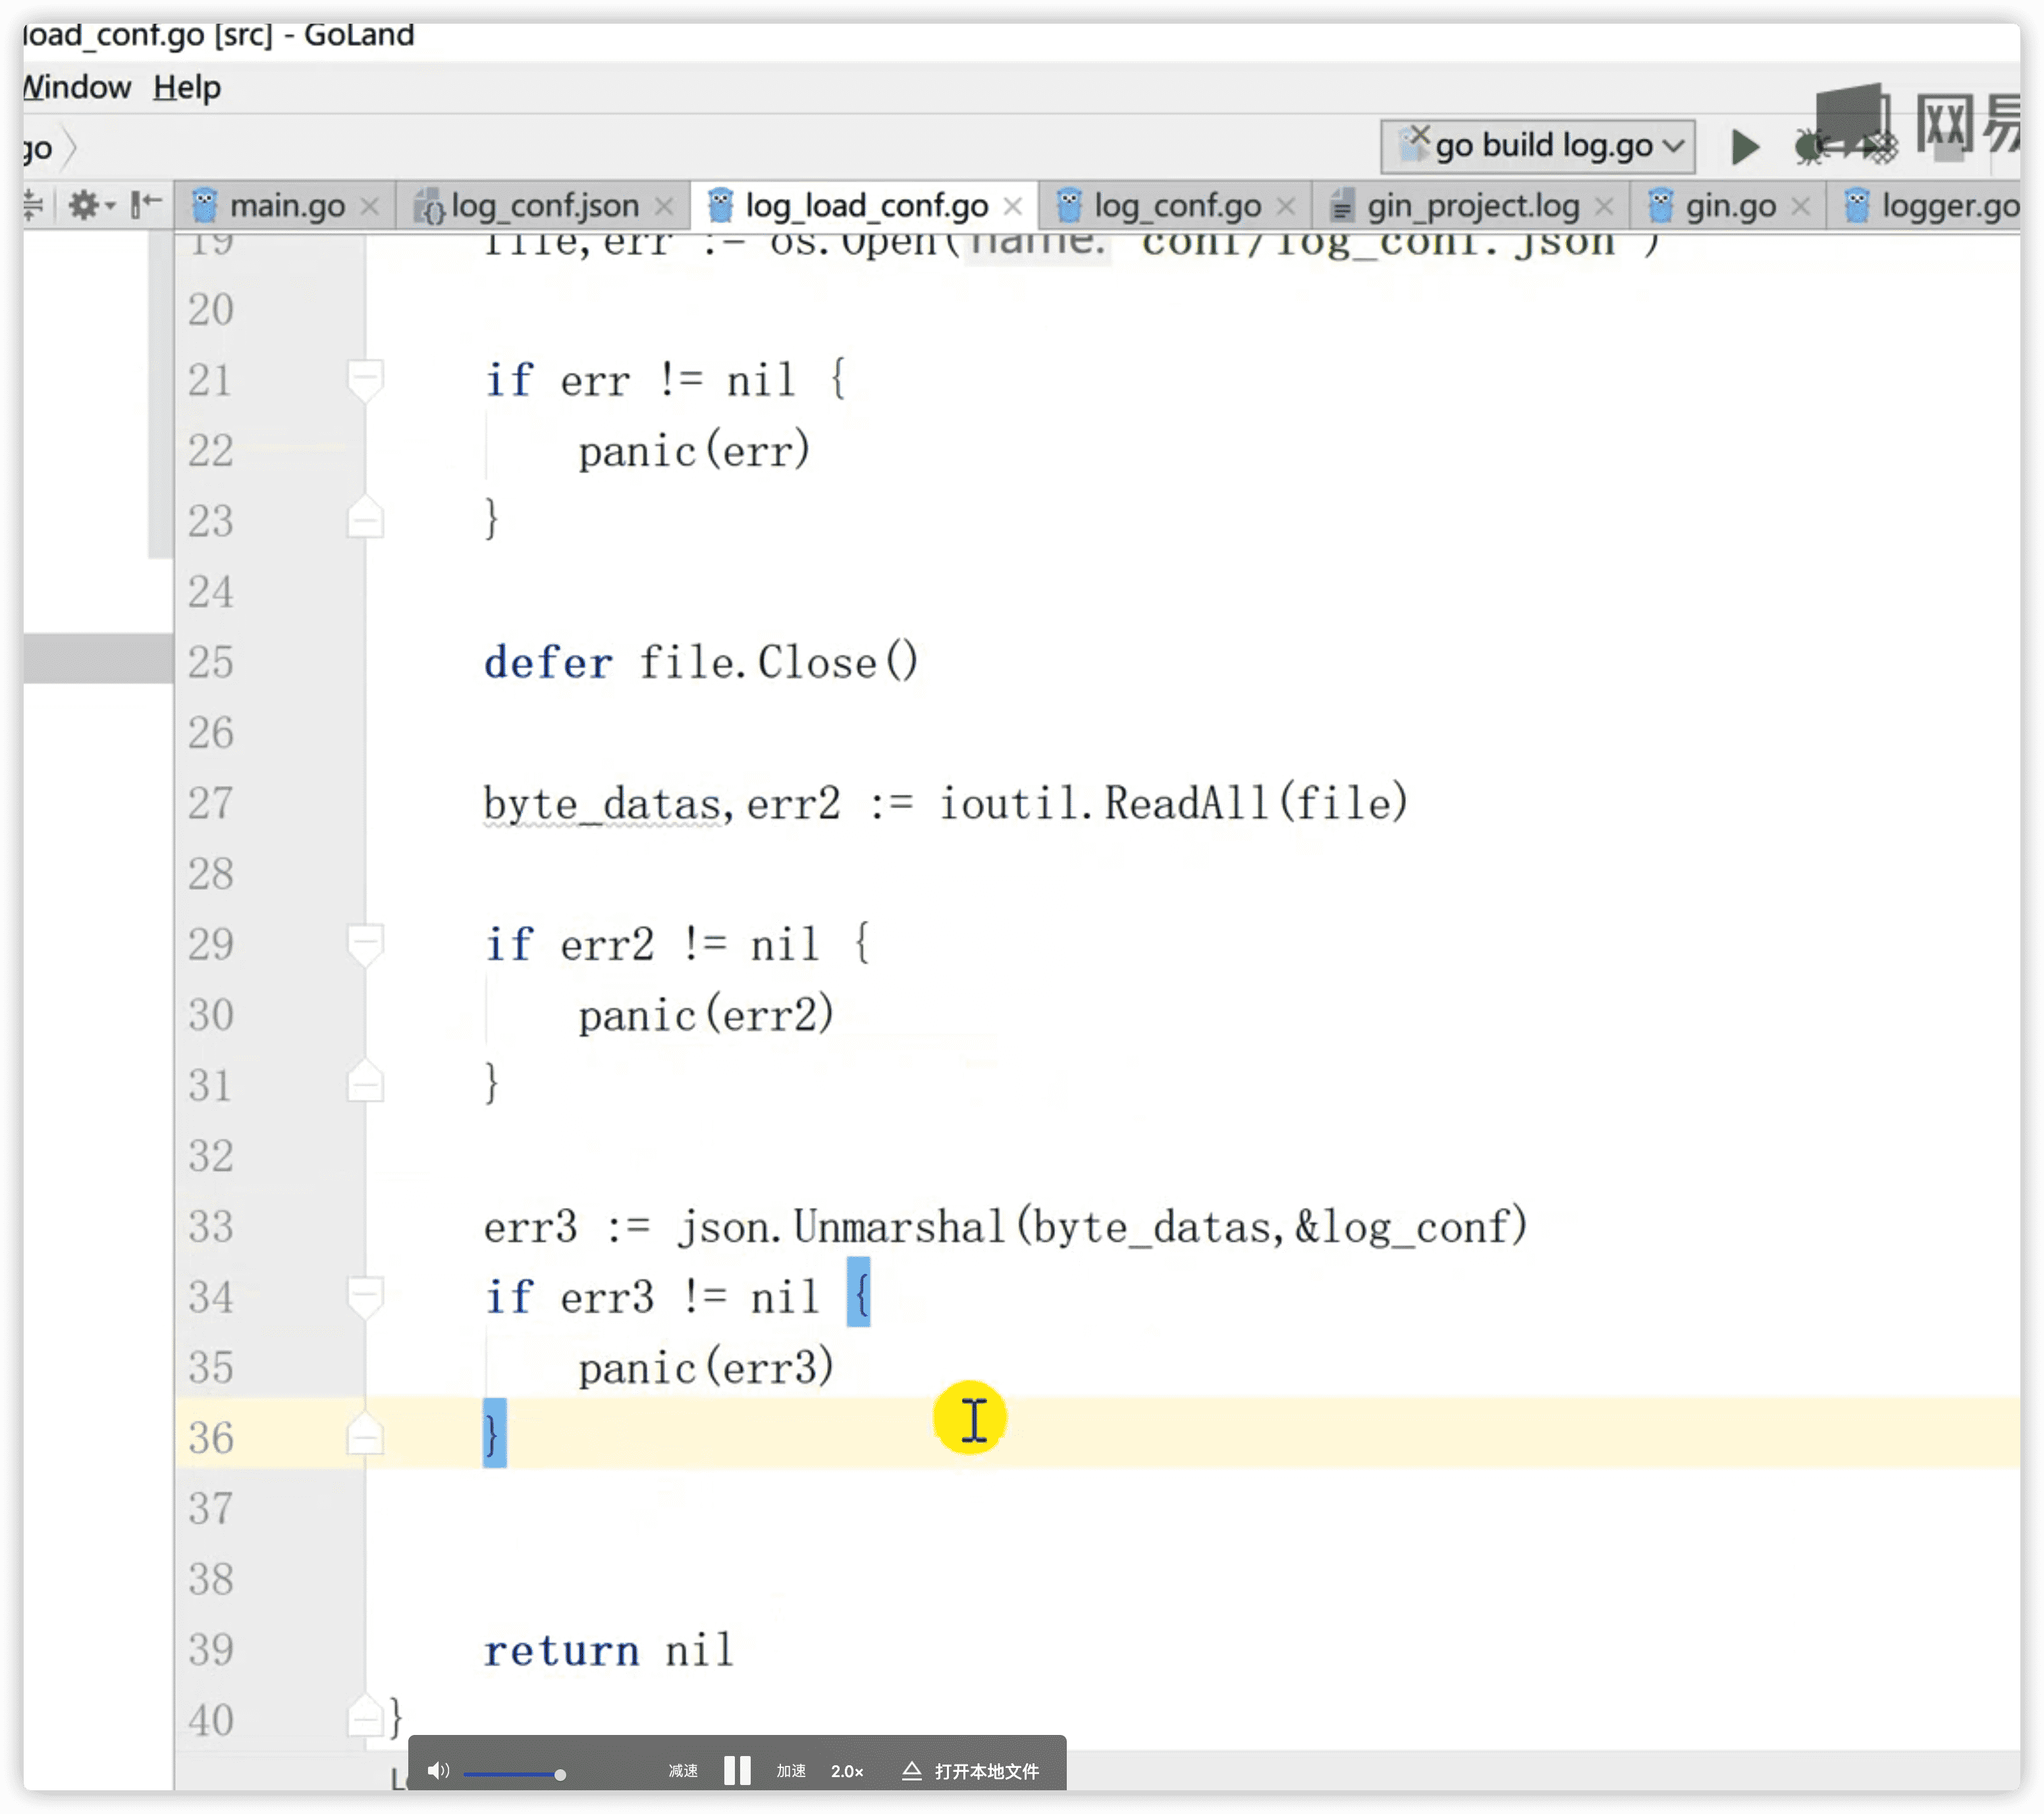 load_conf.go [src] - GoLand
Window Help
go
go build log.go
网易
main.go
log_conf.json
log_load_conf.go
log_conf.go
gin_project.log
gin.go
logger.go
19 file,err := os.Open( name: "conf/log_conf.json")
20
21 if err != nil {
22 panic(err)
23 }
24
25 defer file.Close()
26
27 byte_datas,err2 := ioutil.ReadAll(file)
28
29 if err2 != nil {
30 panic(err2)
31 }
32
33 err3 := json.Unmarshal(byte_datas,&log_conf)
34 if err3 != nil {
35 panic(err3)
36 }
37
38
39 return nil
40 }
减速 加速 2.0× 打开本地文件